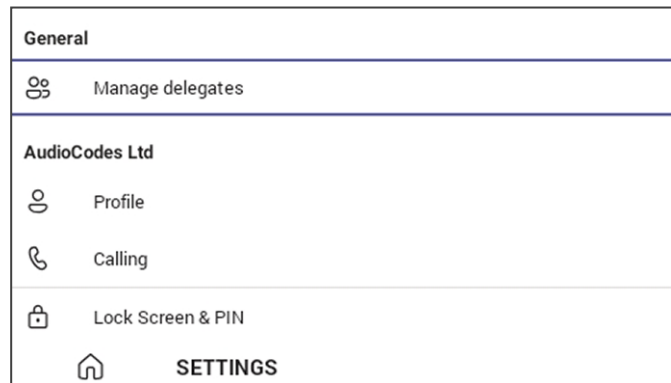 General
Manage delegates
AudioCodes Ltd
Profile
Calling
Lock Screen & PIN
SETTINGS